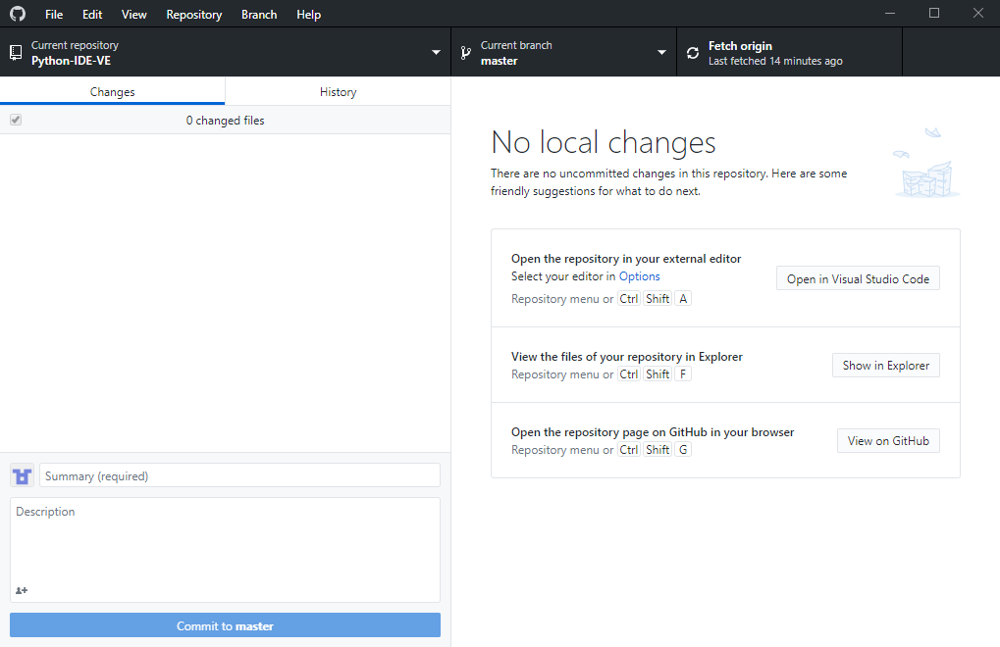 File Edit View Repository Branch Help
Current repository
Python-IDE-VE
Current branch
master
Fetch origin
Last fetched 14 minutes ago
Changes
History
0 changed files
No local changes
There are no uncommitted changes in this repository. Here are some
friendly suggestions for what to do next.
Open the repository in your external editor
Select your editor in Options
Repository menu or Ctrl Shift A
Open in Visual Studio Code
View the files of your repository in Explorer
Repository menu or Ctrl Shift F
Show in Explorer
Open the repository page on GitHub in your browser
Repository menu or Ctrl Shift G
View on GitHub
Summary (required)
Description
Commit to master